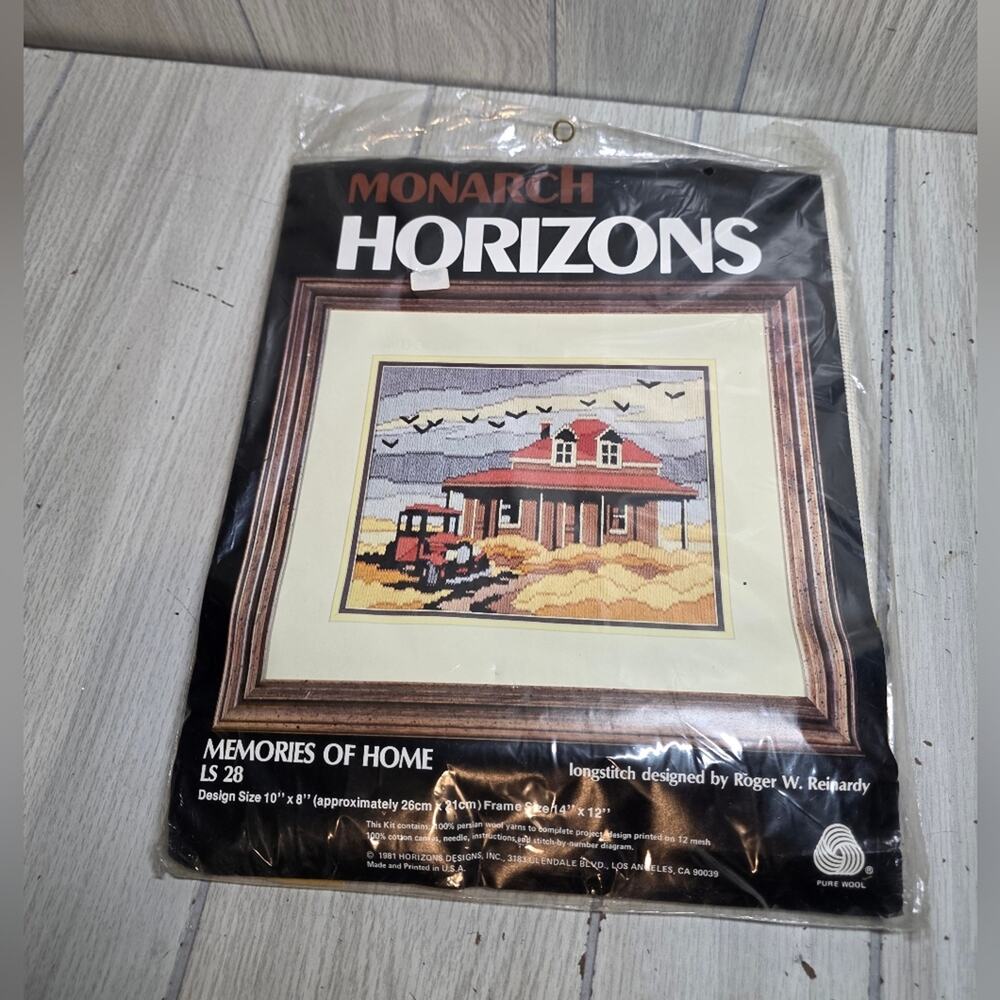 MONARCH
HORIZONS
MEMORIES OF HOME
LS 28
longstitch designed by Roger W. Reinardy
Design Size 10'' x 8'' (approximately 26cm x 21cm) Frame Size 14'' x 12''
This Kit contains: 100% persian wool yarns to complete project, design printed on 12 mesh
100% cotton canvas, needle, instructions and stitch-by-number diagram.
© 1981 HORIZONS DESIGNS, INC., 3183 GLENDALE BLVD., LOS ANGELES, CA 90039
Made and Printed in U.S.A.
®
PURE WOOL